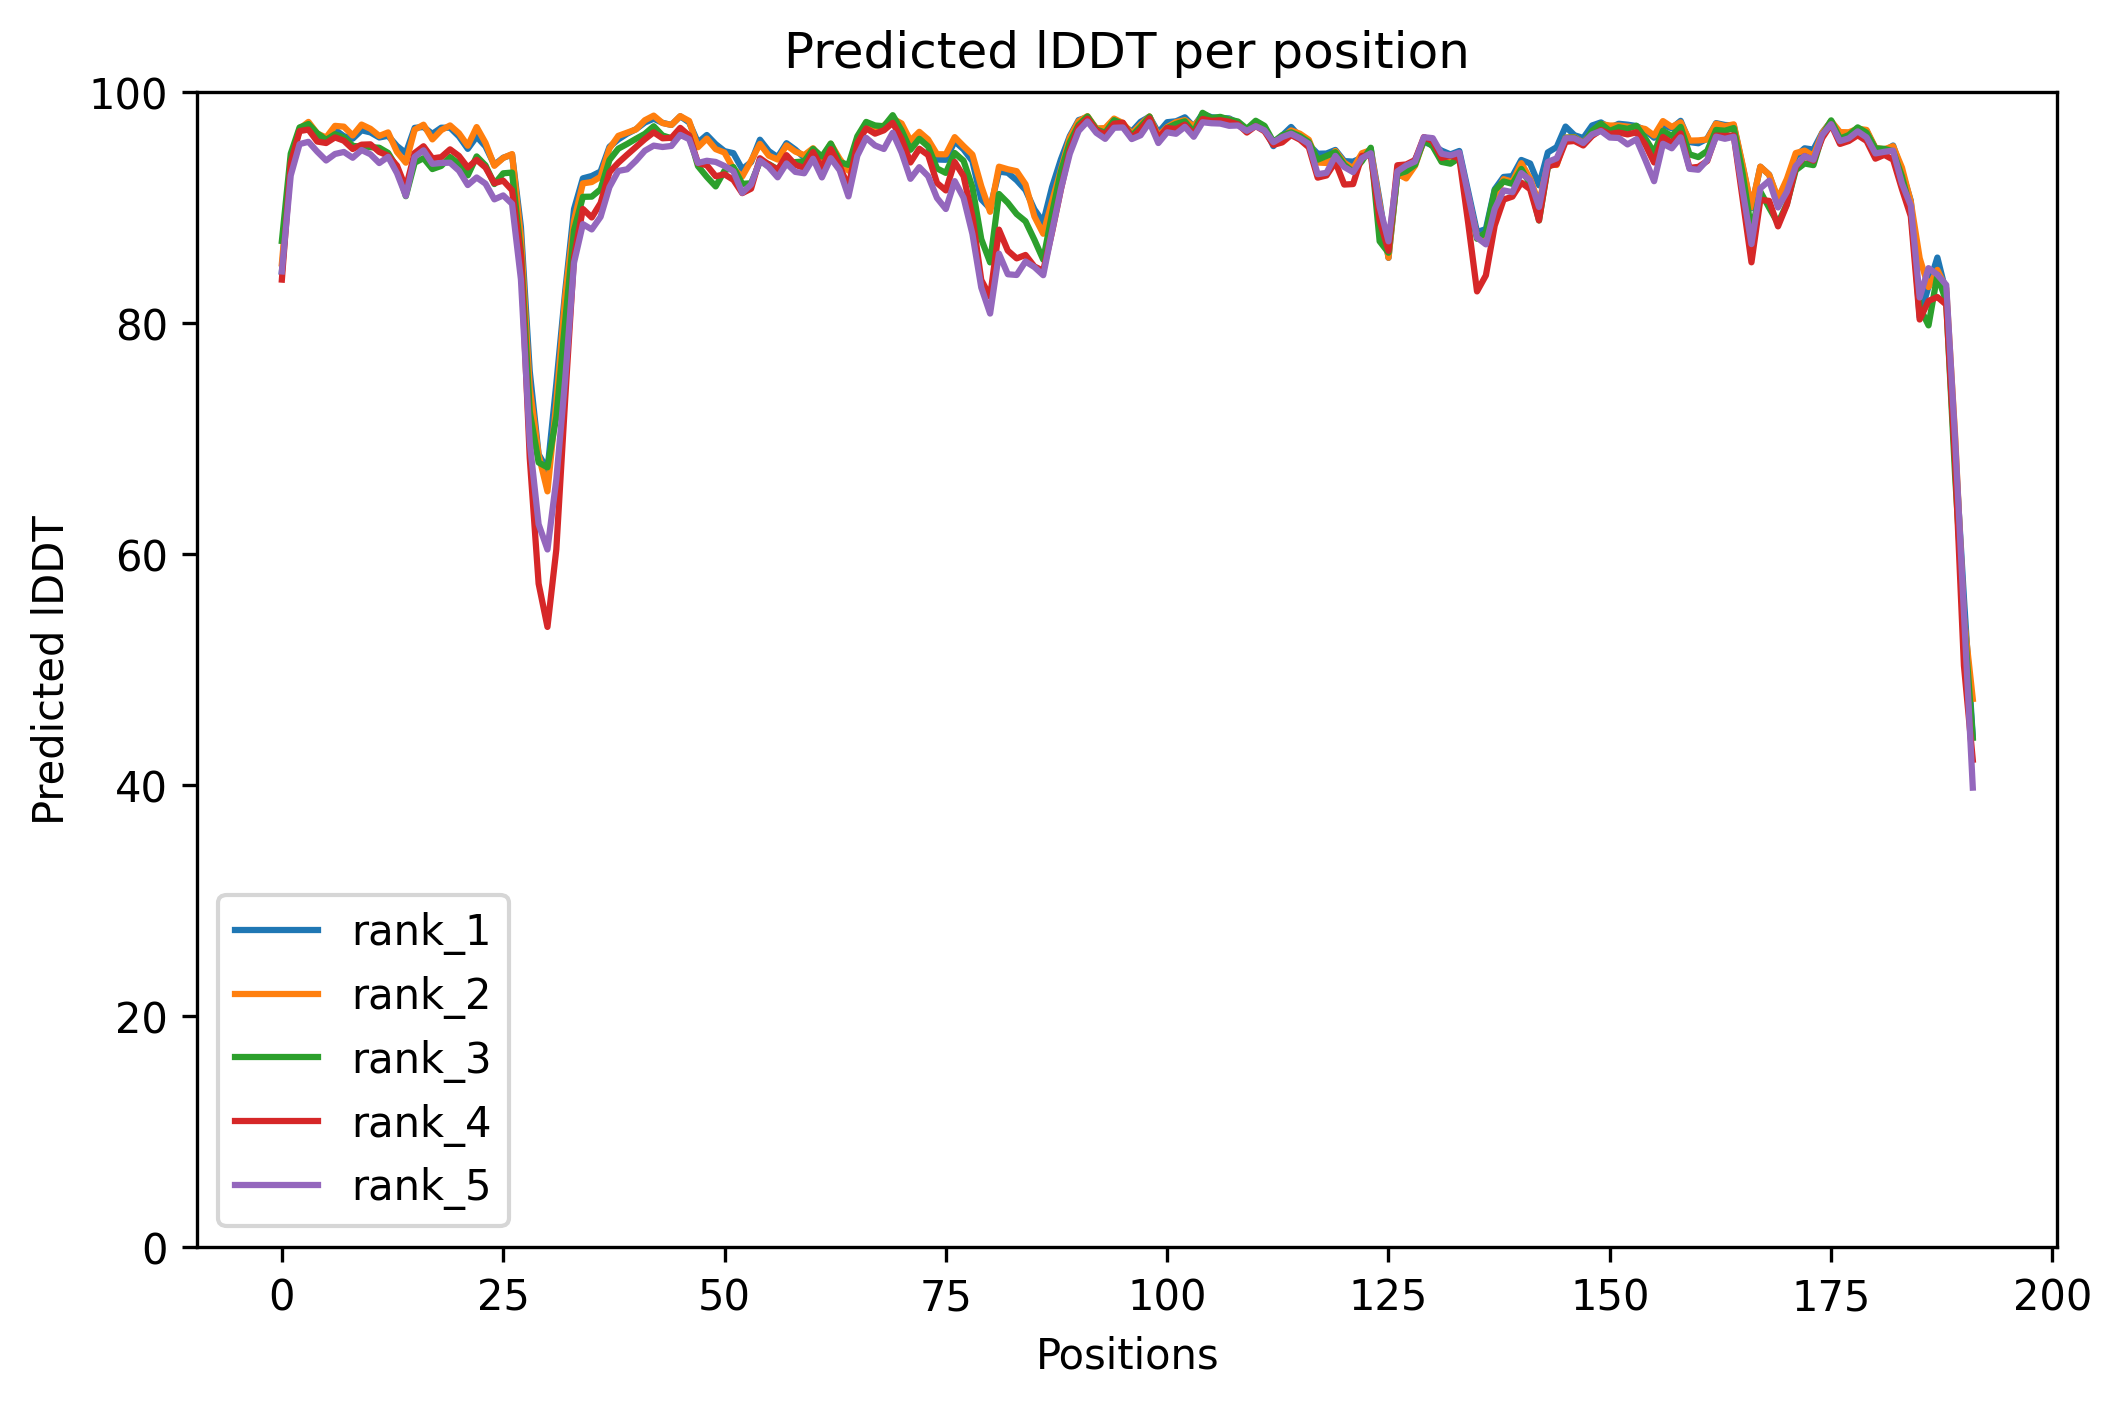 Predicted lDDT per position
100
80
60
40
20
0
Predicted lDDT
rank_1
rank_2
rank_3
rank_4
rank_5
0 25 50 75 100 125 150 175 200
Positions